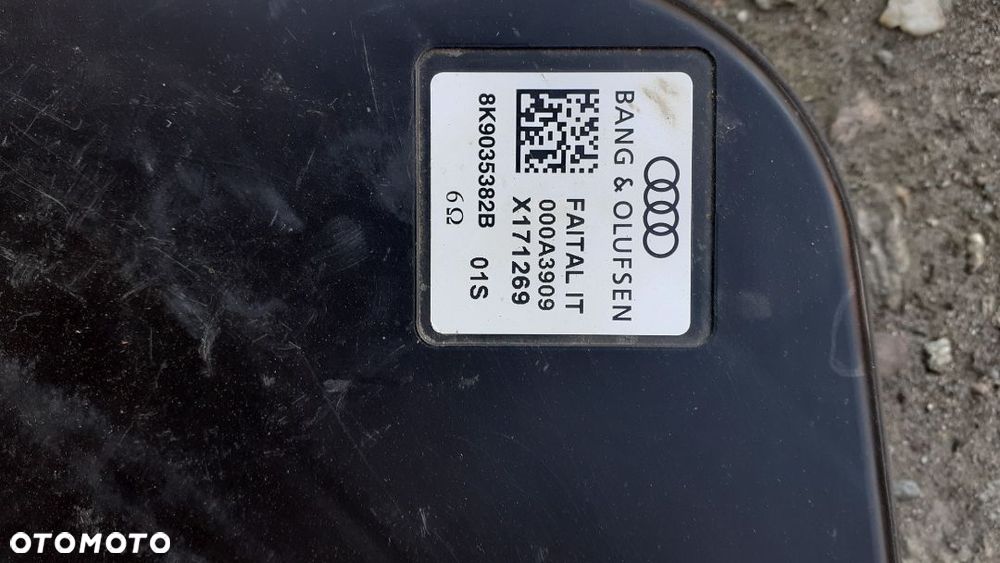 BANG & OLUFSEN
FAITAL IT
000A3909
X171269
8K9035382B 01S
6Ω
OTOMOTO